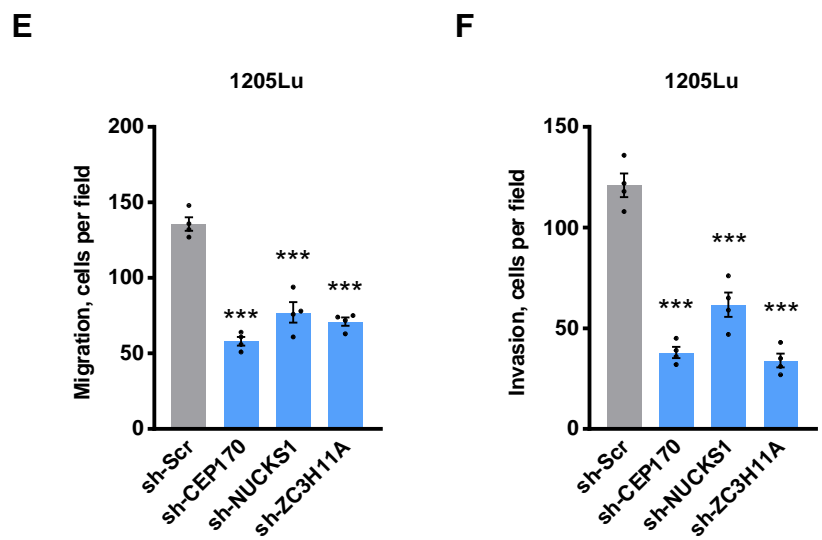 E
1205Lu
Migration, cells per field
200
150
100
50
0
***
***
***
sh-Scr
sh-CEP170
sh-NUCKS1
sh-ZC3H11A
F
1205Lu
Invasion, cells per field
150
100
50
0
***
***
***
sh-Scr
sh-CEP170
sh-NUCKS1
sh-ZC3H11A